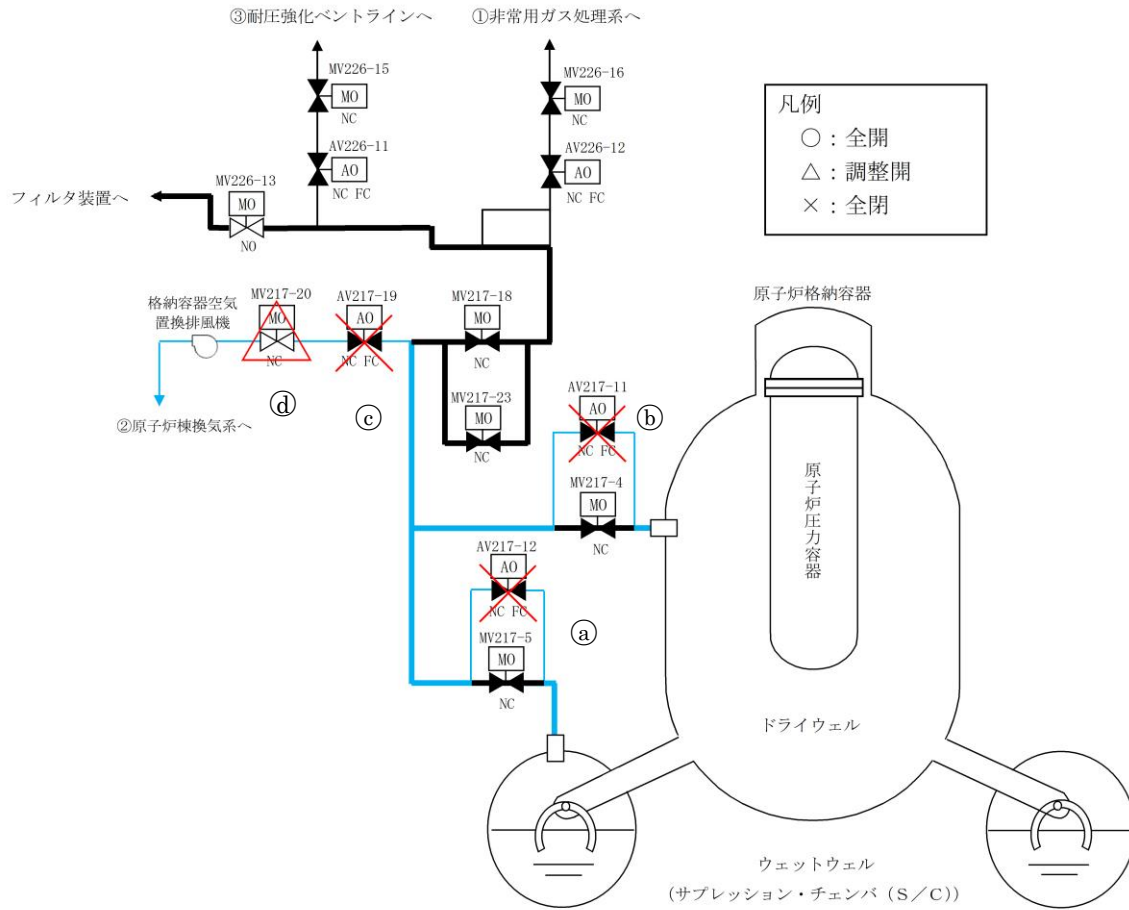 ③耐圧強化ベントラインへ
①非常用ガス処理系へ
MV226-15
MO
NC
MV226-16
MO
NC
凡例
○：全開
△：調整開
×：全閉
AV226-11
AO
NC FC
AV226-12
AO
NC FC
フィルタ装置へ
MV226-13
MO
NO
格納容器空気
置換排風機
MV217-20
MO
NC
AV217-19
AO
NC FC
MV217-18
MO
NC
原子炉格納容器
②原子炉棟換気系へ
ⓓ
ⓒ
MV217-23
MO
NC
AV217-11
AO
NC FC
ⓑ
MV217-4
MO
NC
原子炉圧力容器
AV217-12
AO
NC FC
ⓐ
MV217-5
MO
NC
ドライウェル
ウェットウェル
(サプレッション・チェンバ（Ｓ／Ｃ）)